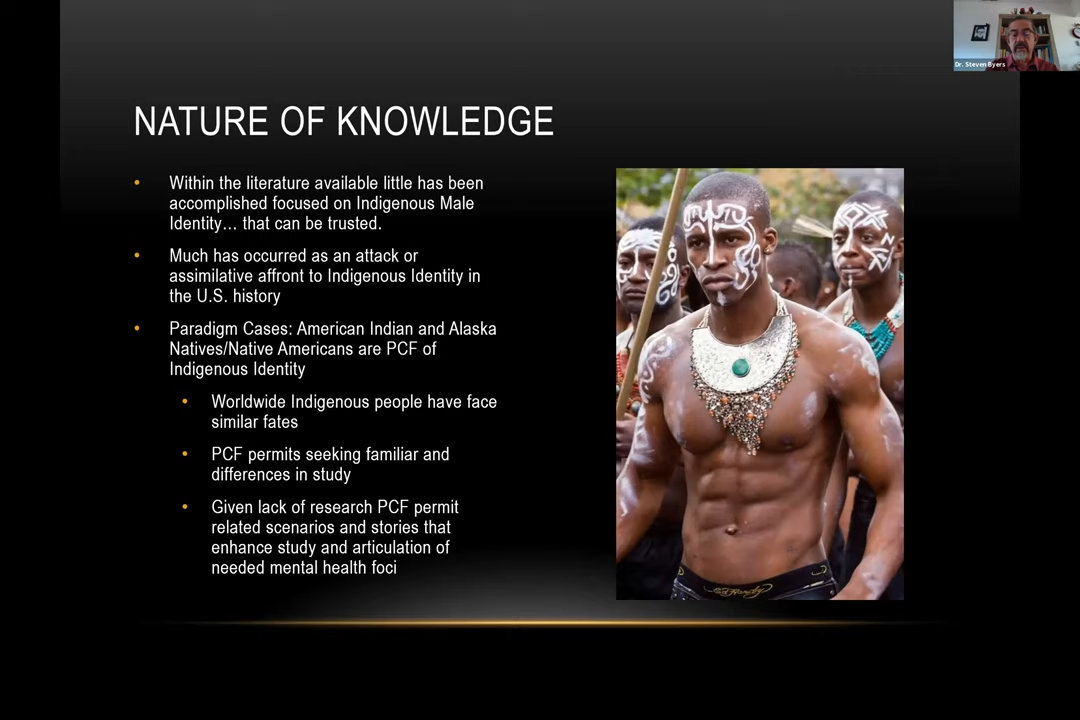 Dr. Steven Byers
NATURE OF KNOWLEDGE
• Within the literature available little has been
accomplished focused on Indigenous Male
Identity... that can be trusted.
• Much has occurred as an attack or
assimilative affront to Indigenous Identity in
the U.S. history
• Paradigm Cases: American Indian and Alaska
Natives/Native Americans are PCF of
Indigenous Identity
• Worldwide Indigenous people have face
similar fates
• PCF permits seeking familiar and
differences in study
• Given lack of research PCF permit
related scenarios and stories that
enhance study and articulation of
needed mental health foci
Ed Hardy